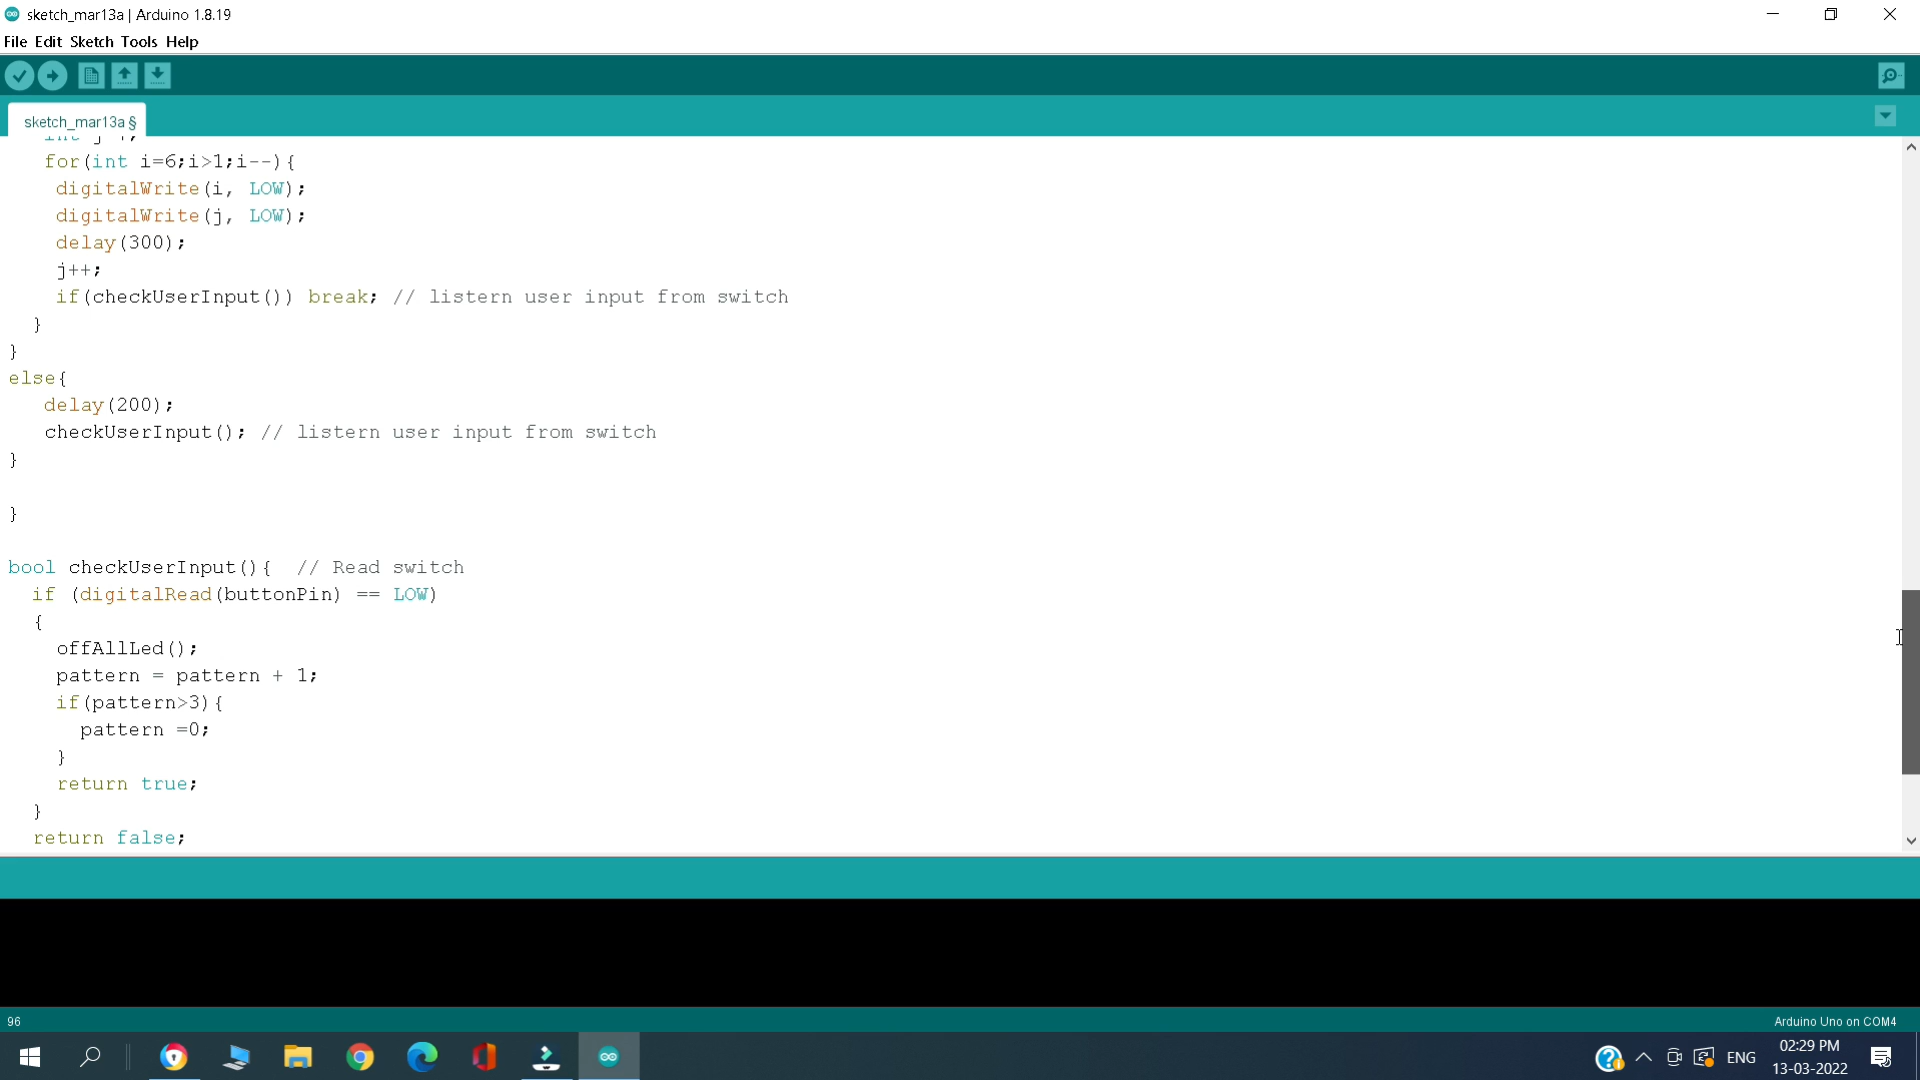 sketch_mar13a | Arduino 1.8.19
File Edit Sketch Tools Help
sketch_mar13a §
for(int i=6;i>1;i--){
digitalWrite(i, LOW);
digitalWrite(j, LOW);
delay(300);
j++;
if(checkUserInput()) break; // listern user input from switch
}
}
else{
delay(200);
checkUserInput(); // listern user input from switch
}
}
bool checkUserInput(){ // Read switch
if (digitalRead(buttonPin) == LOW)
{
offAllLed();
pattern = pattern + 1;
if(pattern>3){
pattern =0;
}
return true;
}
return false;
96
Arduino Uno on COM4
ENG
02:29 PM
13-03-2022